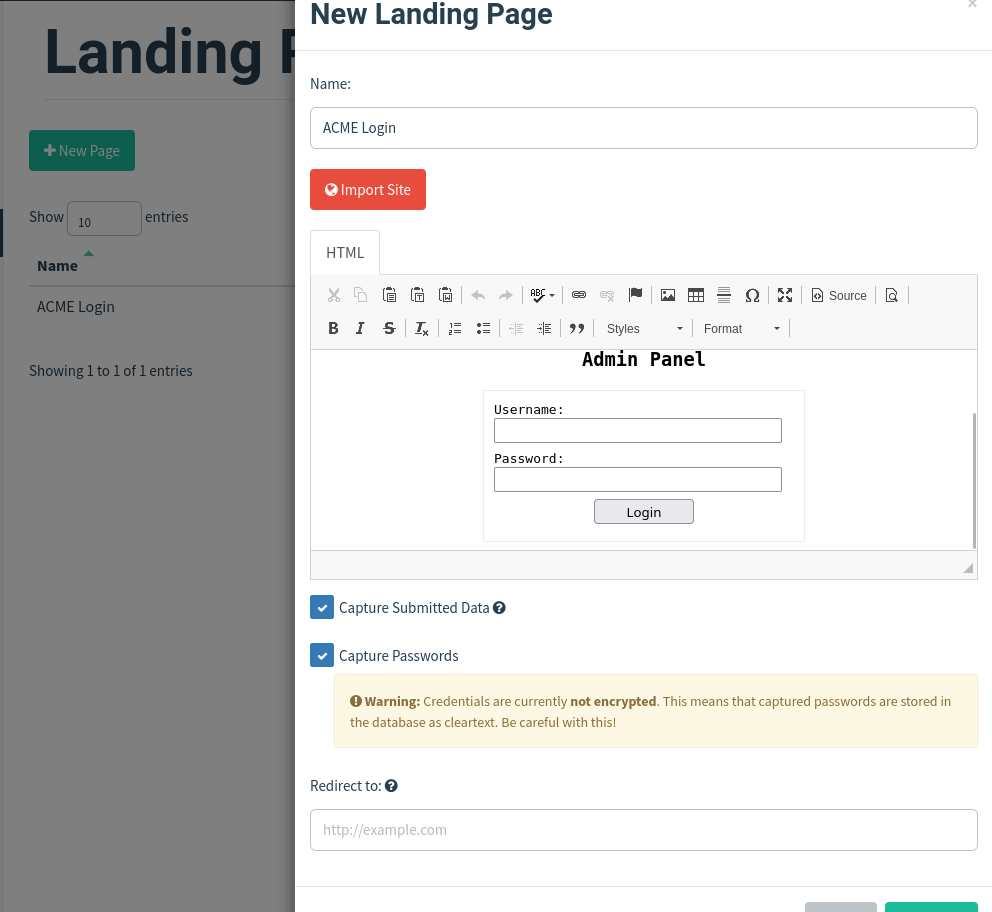 New Landing Page
×
Landing P
Name:
ACME Login
New Page
Import Site
Show 10 entries
HTML
Name
ABC
Source
ACME Login
B I S Tx
Styles
Format
Showing 1 to 1 of 1 entries
Admin Panel
Username:
Password:
Login
Capture Submitted Data
Capture Passwords
Warning: Credentials are currently not encrypted. This means that captured passwords are stored in
the database as cleartext. Be careful with this!
Redirect to:
http://example.com